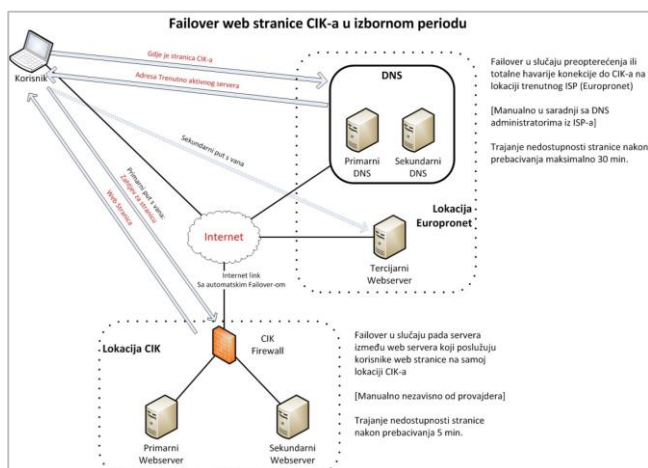 Failover web stranice CIK-a u izbornom periodu
Korisnik
Gdje je stranica CIK-a
Adresa Trenutno aktivnog servera
DNS
Primarni
DNS
Sekundarni
DNS
Sekundarni put s vana
Primarni put s vana:
Zahtjev za stranicu
Web Stranica
Lokacija
Europronet
Internet
Tercijarni
Webserver
Internet link
Sa automatskim Failover-om
Failover u slučaju preopterećenja ili
totalne havarije konekcije do CIK-a na
lokaciji trenutnog ISP (Europronet)
[Manualno u saradnji sa DNS
administratorima iz ISP-a]
Trajanje nedostupnosti stranice nakon
prebacivanja maksimalno 30 min.
Lokacija CIK
CIK
Firewall
Primarni
Webserver
Sekundarni
Webserver
Failover u slučaju pada servera
između web servera koji poslužuju
korisnike web stranice na samoj
lokaciji CIK-a
[Manualno nezavisno od provajdera]
Trajanje nedostupnosti stranice
nakon prebacivanja 5 min.